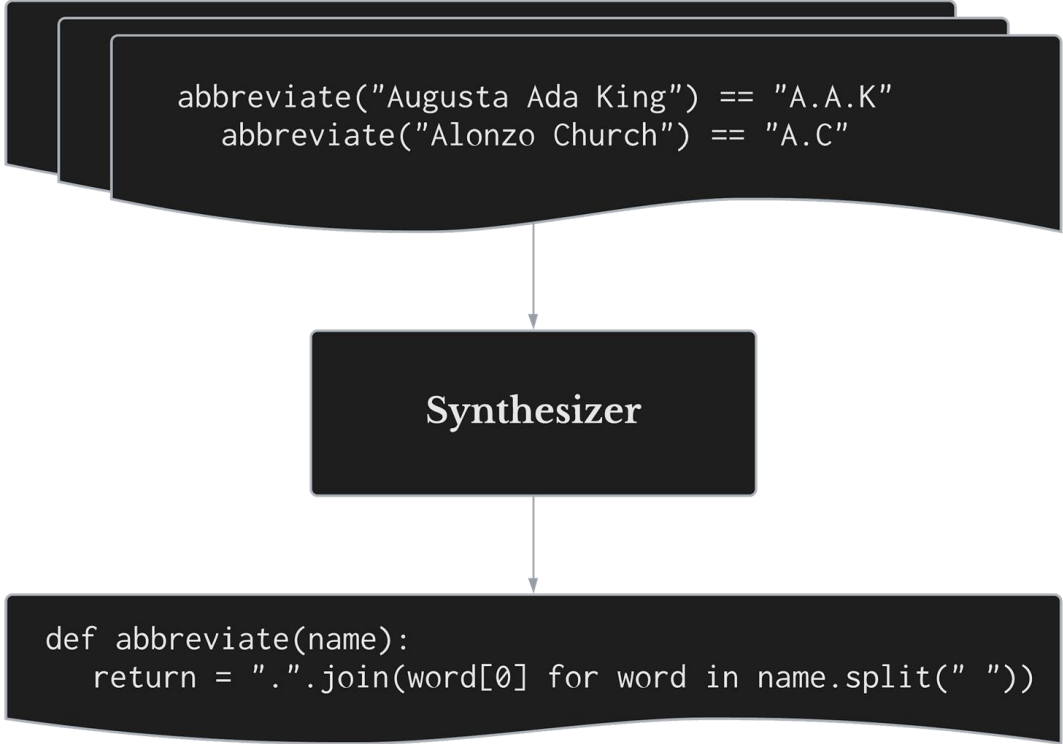 abbreviate("Augusta Ada King") == "A.A.K"
abbreviate("Alonzo Church") == "A.C"
Synthesizer
def abbreviate(name):
return = ".".join(word[0] for word in name.split(" "))